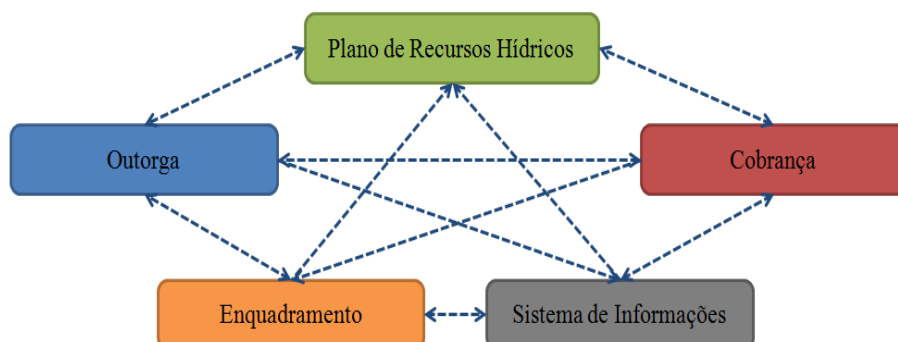 Plano de Recursos Hídricos
Outorga
Cobrança
Enquadramento
Sistema de Informações